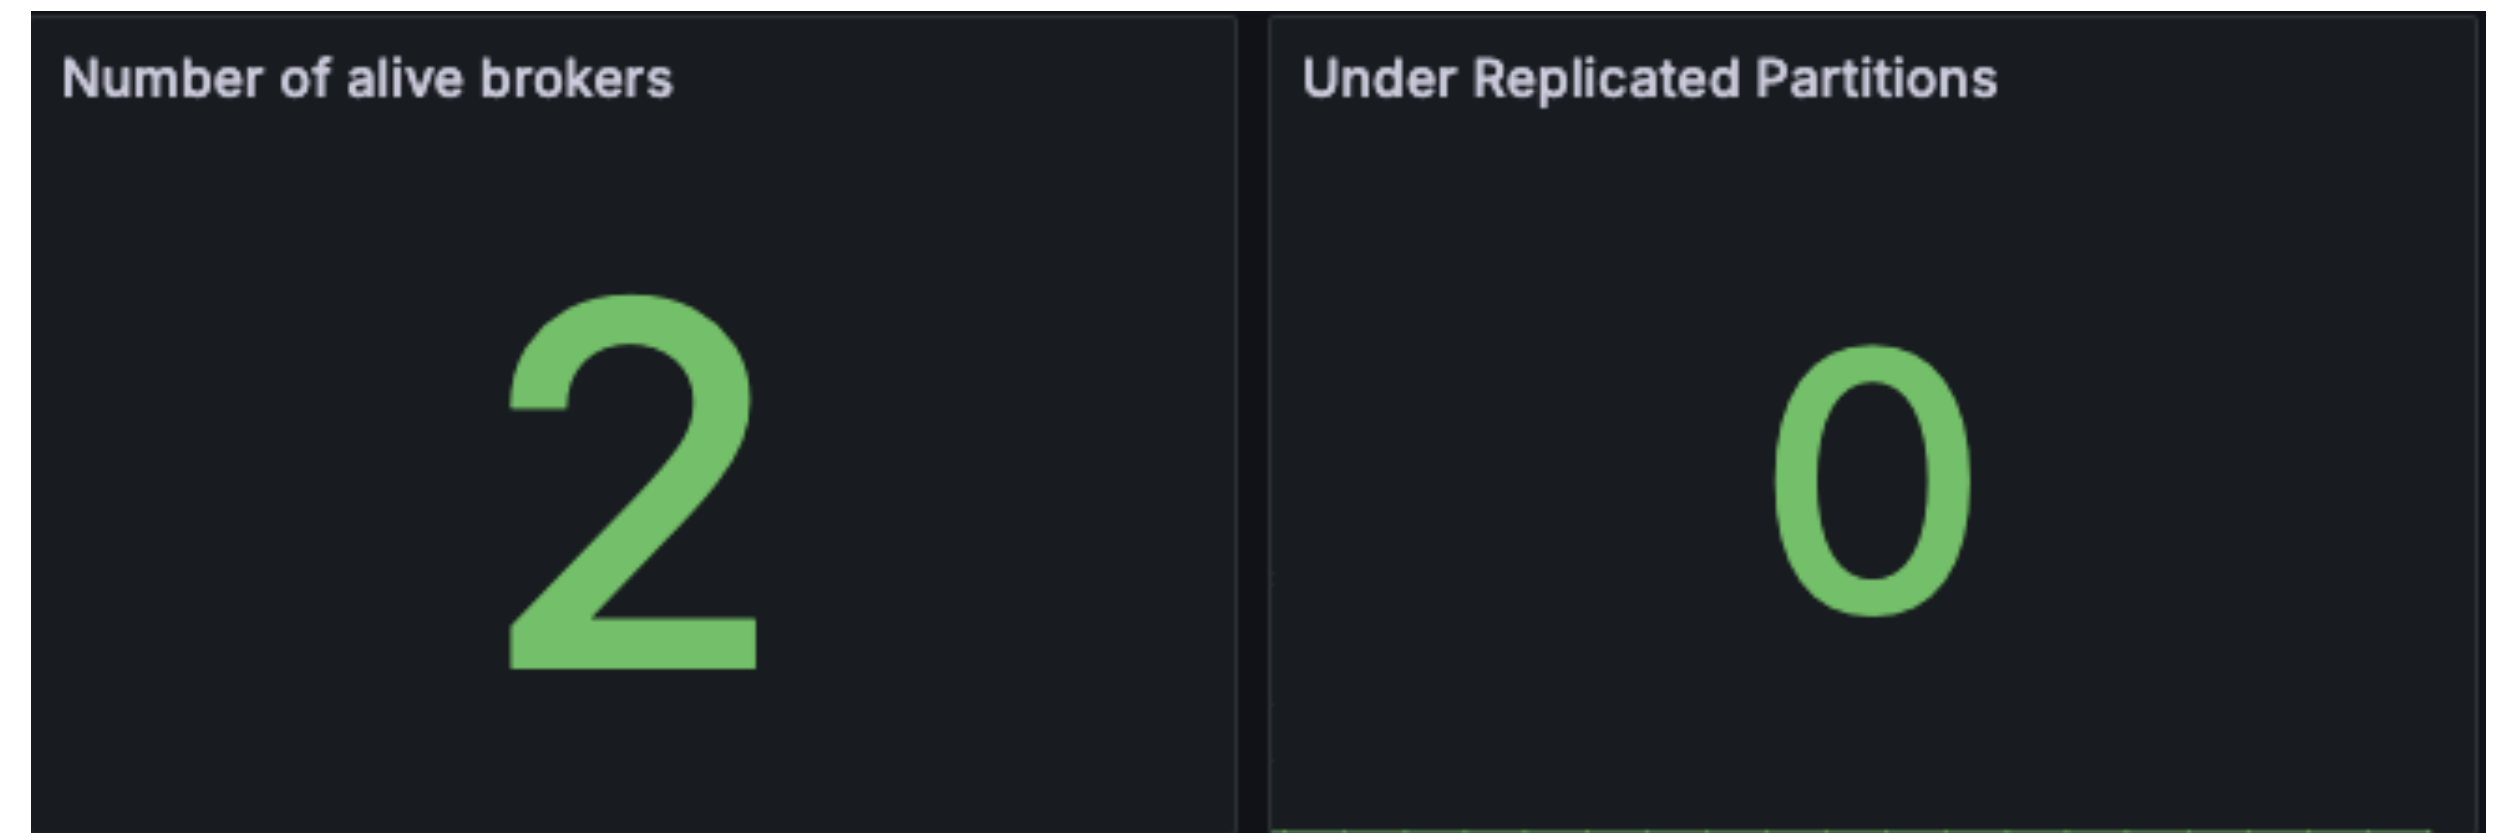 Number of alive brokers
2
Under Replicated Partitions
0